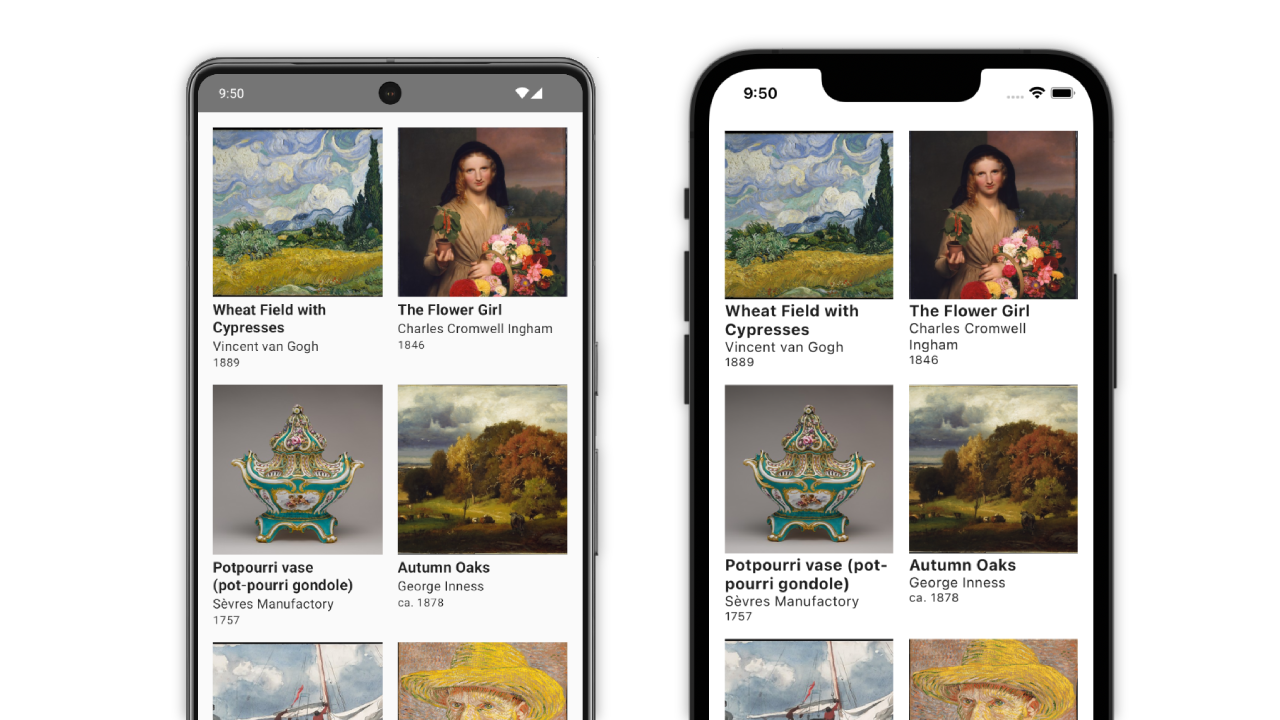 9:50
Wheat Field with
Cypresses
Vincent van Gogh
1889
The Flower Girl
Charles Cromwell Ingham
1846
Potpourri vase
(pot-pourri gondole)
Sèvres Manufactory
1757
Autumn Oaks
George Inness
ca. 1878
9:50
Wheat Field with
Cypresses
Vincent van Gogh
1889
The Flower Girl
Charles Cromwell
Ingham
1846
Potpourri vase (pot-
pourri gondole)
Sèvres Manufactory
1757
Autumn Oaks
George Inness
ca. 1878